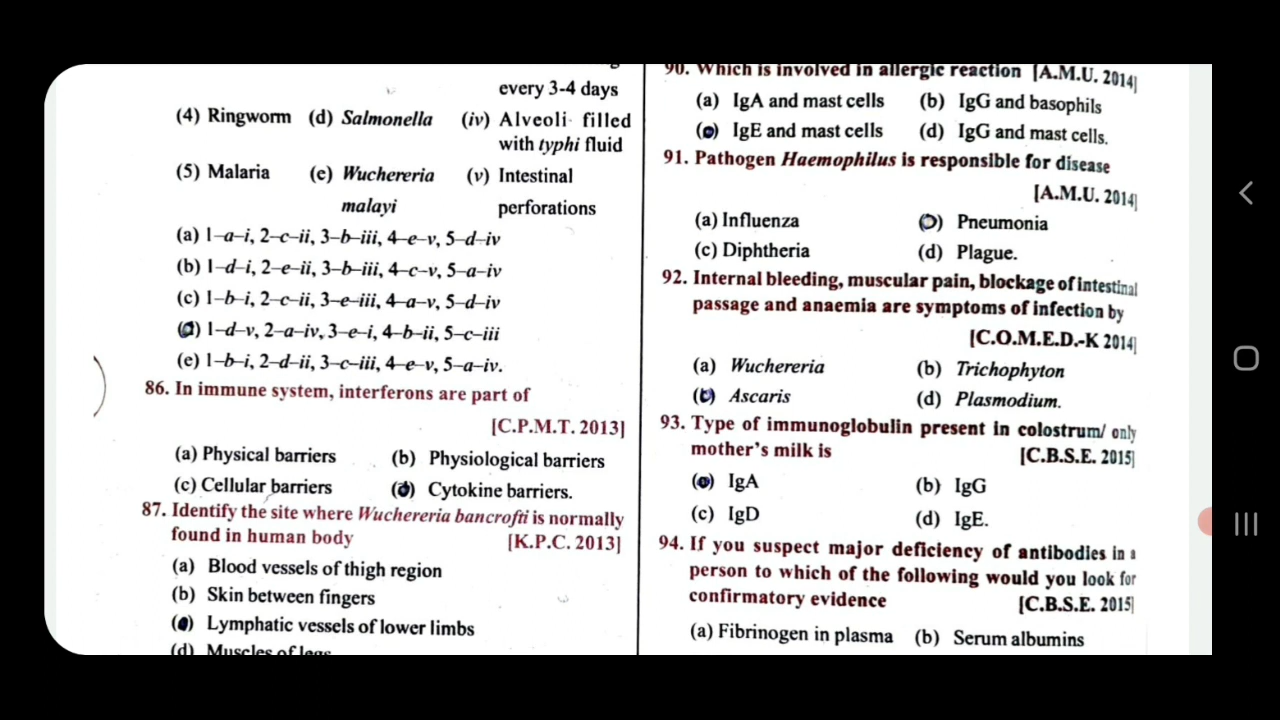 every 3-4 days
(4) Ringworm (d) Salmonella (iv) Alveoli filled
with typhi fluid
(5) Malaria (e) Wuchereria (v) Intestinal
malayi perforations
(a) 1–a–i, 2–c–ii, 3–b–iii, 4–e–v, 5–d–iv
(b) 1–d–i, 2–e–ii, 3–b–iii, 4–c–v, 5–a–iv
(c) 1–b–i, 2–c–ii, 3–e–iii, 4–a–v, 5–d–iv
(d) 1–d–v, 2–a–iv, 3–e–i, 4–b–ii, 5–c–iii
(e) 1–b–i, 2–d–ii, 3–c–iii, 4–e–v, 5–a–iv.
86. In immune system, interferons are part of
[C.P.M.T. 2013]
(a) Physical barriers (b) Physiological barriers
(c) Cellular barriers (d) Cytokine barriers.
87. Identify the site where Wuchereria bancrofti is normally
found in human body [K.P.C. 2013]
(a) Blood vessels of thigh region
(b) Skin between fingers
(c) Lymphatic vessels of lower limbs
(d) Muscles of legs
90. Which is involved in allergic reaction [A.M.U. 2014]
(a) IgA and mast cells (b) IgG and basophils
(c) IgE and mast cells (d) IgG and mast cells.
91. Pathogen Haemophilus is responsible for disease
[A.M.U. 2014]
(a) Influenza (b) Pneumonia
(c) Diphtheria (d) Plague.
92. Internal bleeding, muscular pain, blockage of intestinal
passage and anaemia are symptoms of infection by
[C.O.M.E.D.-K 2014]
(a) Wuchereria (b) Trichophyton
(c) Ascaris (d) Plasmodium.
93. Type of immunoglobulin present in colostrum/ only
mother's milk is [C.B.S.E. 2015]
(a) IgA (b) IgG
(c) IgD (d) IgE.
94. If you suspect major deficiency of antibodies in a
person to which of the following would you look for
confirmatory evidence [C.B.S.E. 2015]
(a) Fibrinogen in plasma (b) Serum albumins